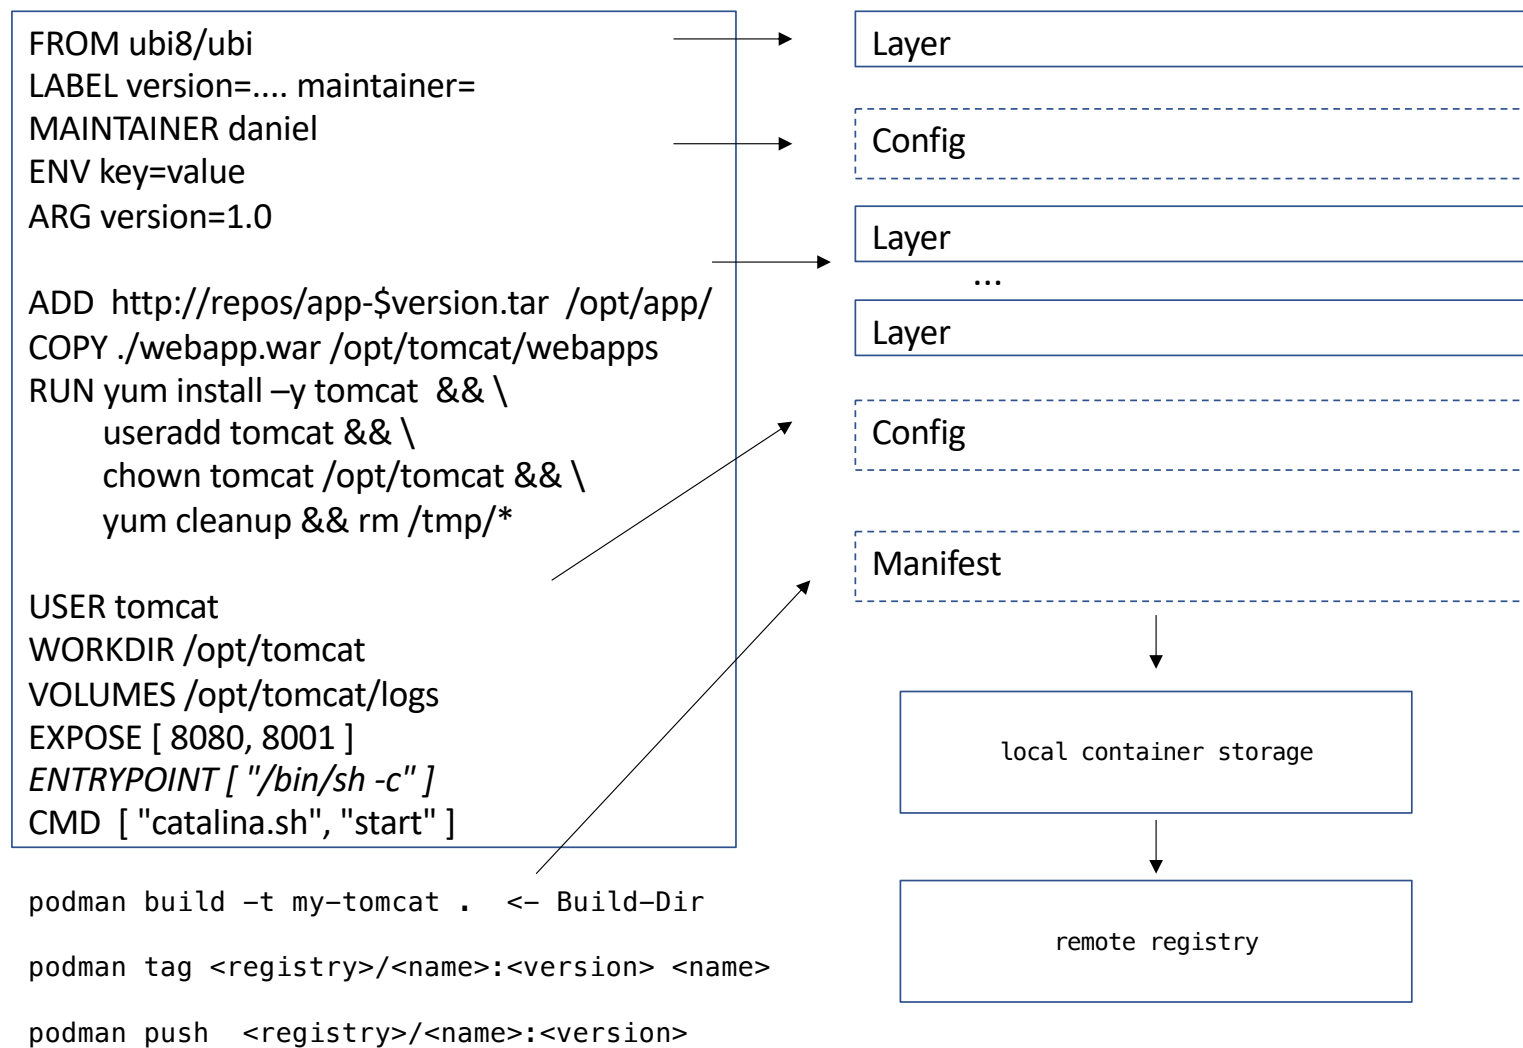 FROM ubi8/ubi
LABEL version=.... maintainer=
MAINTAINER daniel
ENV key=value
ARG version=1.0
ADD  http://repos/app-$version.tar  /opt/app/
COPY ./webapp.war /opt/tomcat/webapps
RUN yum install –y tomcat  && \
useradd tomcat && \
chown tomcat /opt/tomcat && \
yum cleanup && rm /tmp/*
USER tomcat
WORKDIR /opt/tomcat
VOLUMES /opt/tomcat/logs
EXPOSE [ 8080, 8001 ]
ENTRYPOINT [ "/bin/sh -c" ]
CMD  [ "catalina.sh", "start" ]
podman build –t my-tomcat .  <– Build–Dir
podman tag <registry>/<name>:<version> <name>
podman push  <registry>/<name>:<version>
Layer
Config
Layer
...
Layer
Config
Manifest
local container storage
remote registry